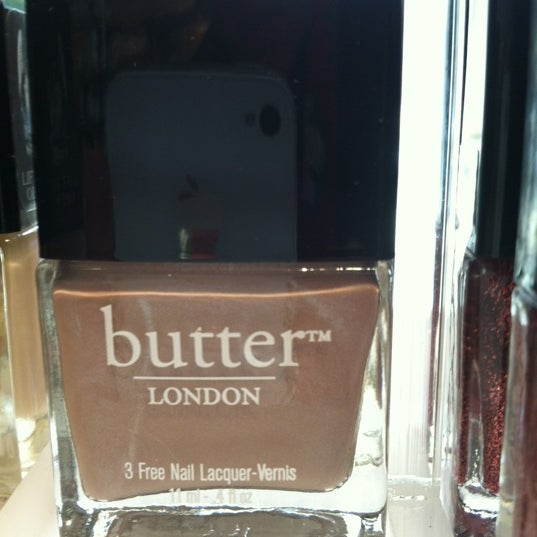 butter™
LONDON
3 Free Nail Lacquer-Vernis
11 ml - .4 fl oz